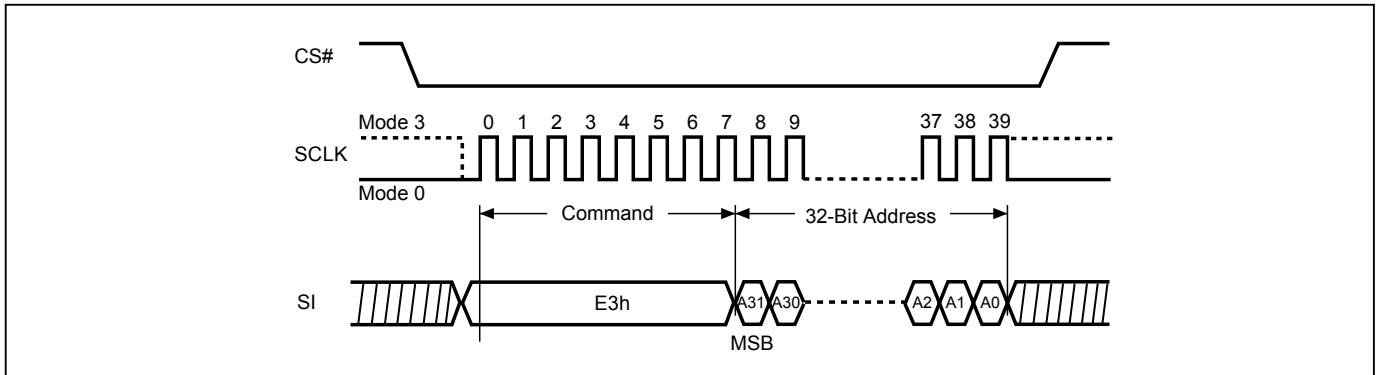 CS#
Mode 3
0 1 2 3 4 5 6 7 8 9 37 38 39
SCLK
Mode 0
Command 32-Bit Address
SI E3h A31 A30 A2 A1 A0
MSB